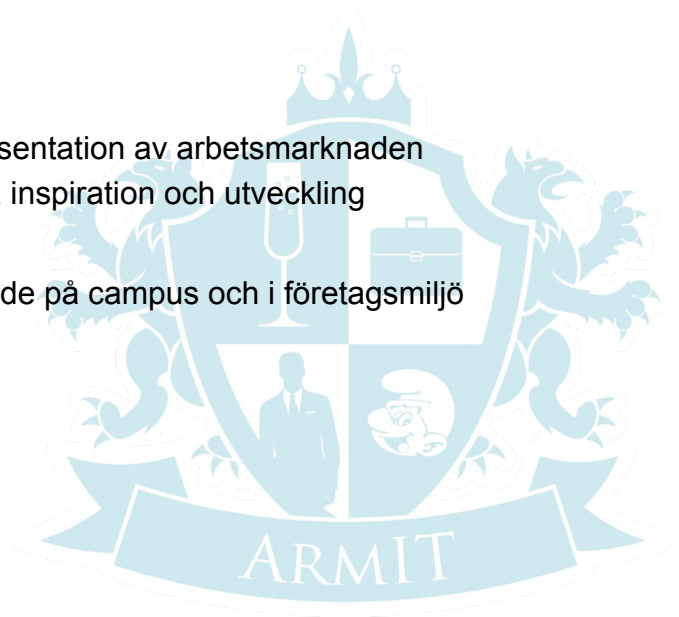 sentation av arbetsmarknaden
inspiration och utveckling
de på campus och i företagsmiljö
ARMIT